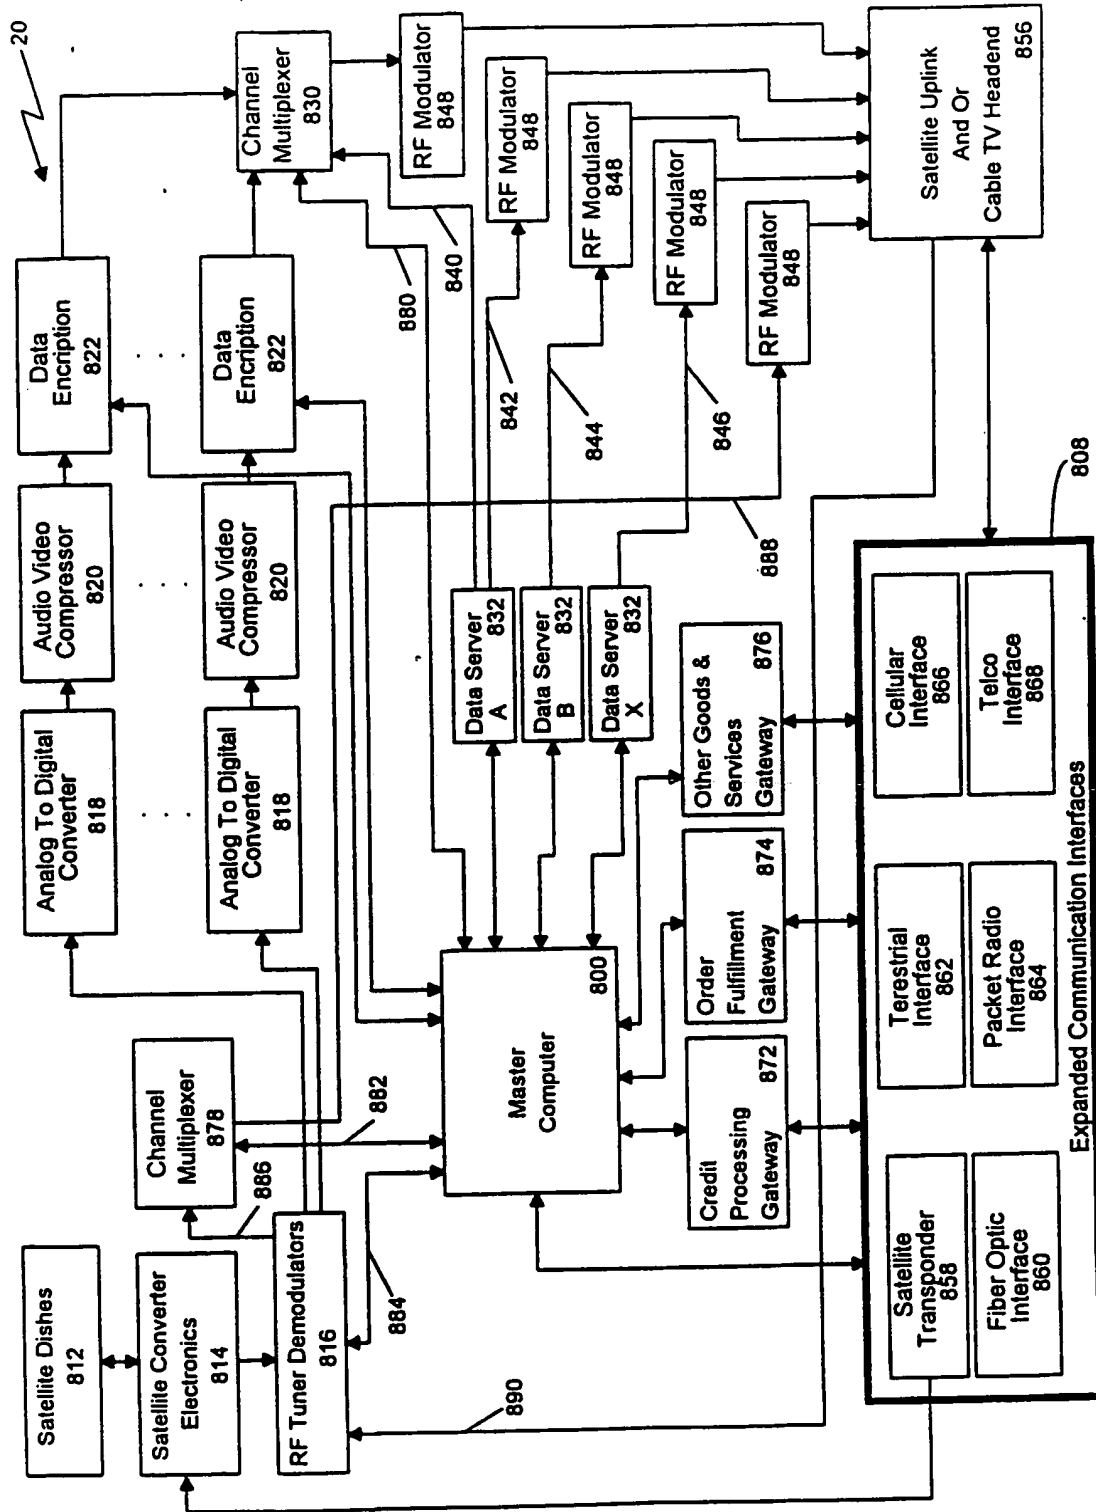 20
Satellite Dishes
812
Satellite Converter
Electronics
814
RF Tuner Demodulators
816
886
Channel
Multiplexer
878
882
884
890
Analog To Digital
Converter
818
. . .
Analog To Digital
Converter
818
Audio Video
Compressor
820
. . .
Audio Video
Compressor
820
Data
Encription
822
. . .
Data
Encription
822
Channel
Multiplexer
830
880
840
842
844
846
888
RF Modulator
848
RF Modulator
848
RF Modulator
848
RF Modulator
848
RF Modulator
848
Master
Computer
800
Data Server
A 832
Data Server
B 832
Data Server
X 832
Credit
Processing
Gateway
872
Order
Fulfillment
Gateway
874
Other Goods &
Services
Gateway
876
Satellite Uplink
And Or
Cable TV Headend
856
808
Satellite
Transponder
858
Fiber Optic
Interface
860
Terestrial
Interface
862
Packet Radio
Interface
864
Cellular
Interface
866
Telco
Interface
868
Expanded Communication Interfaces